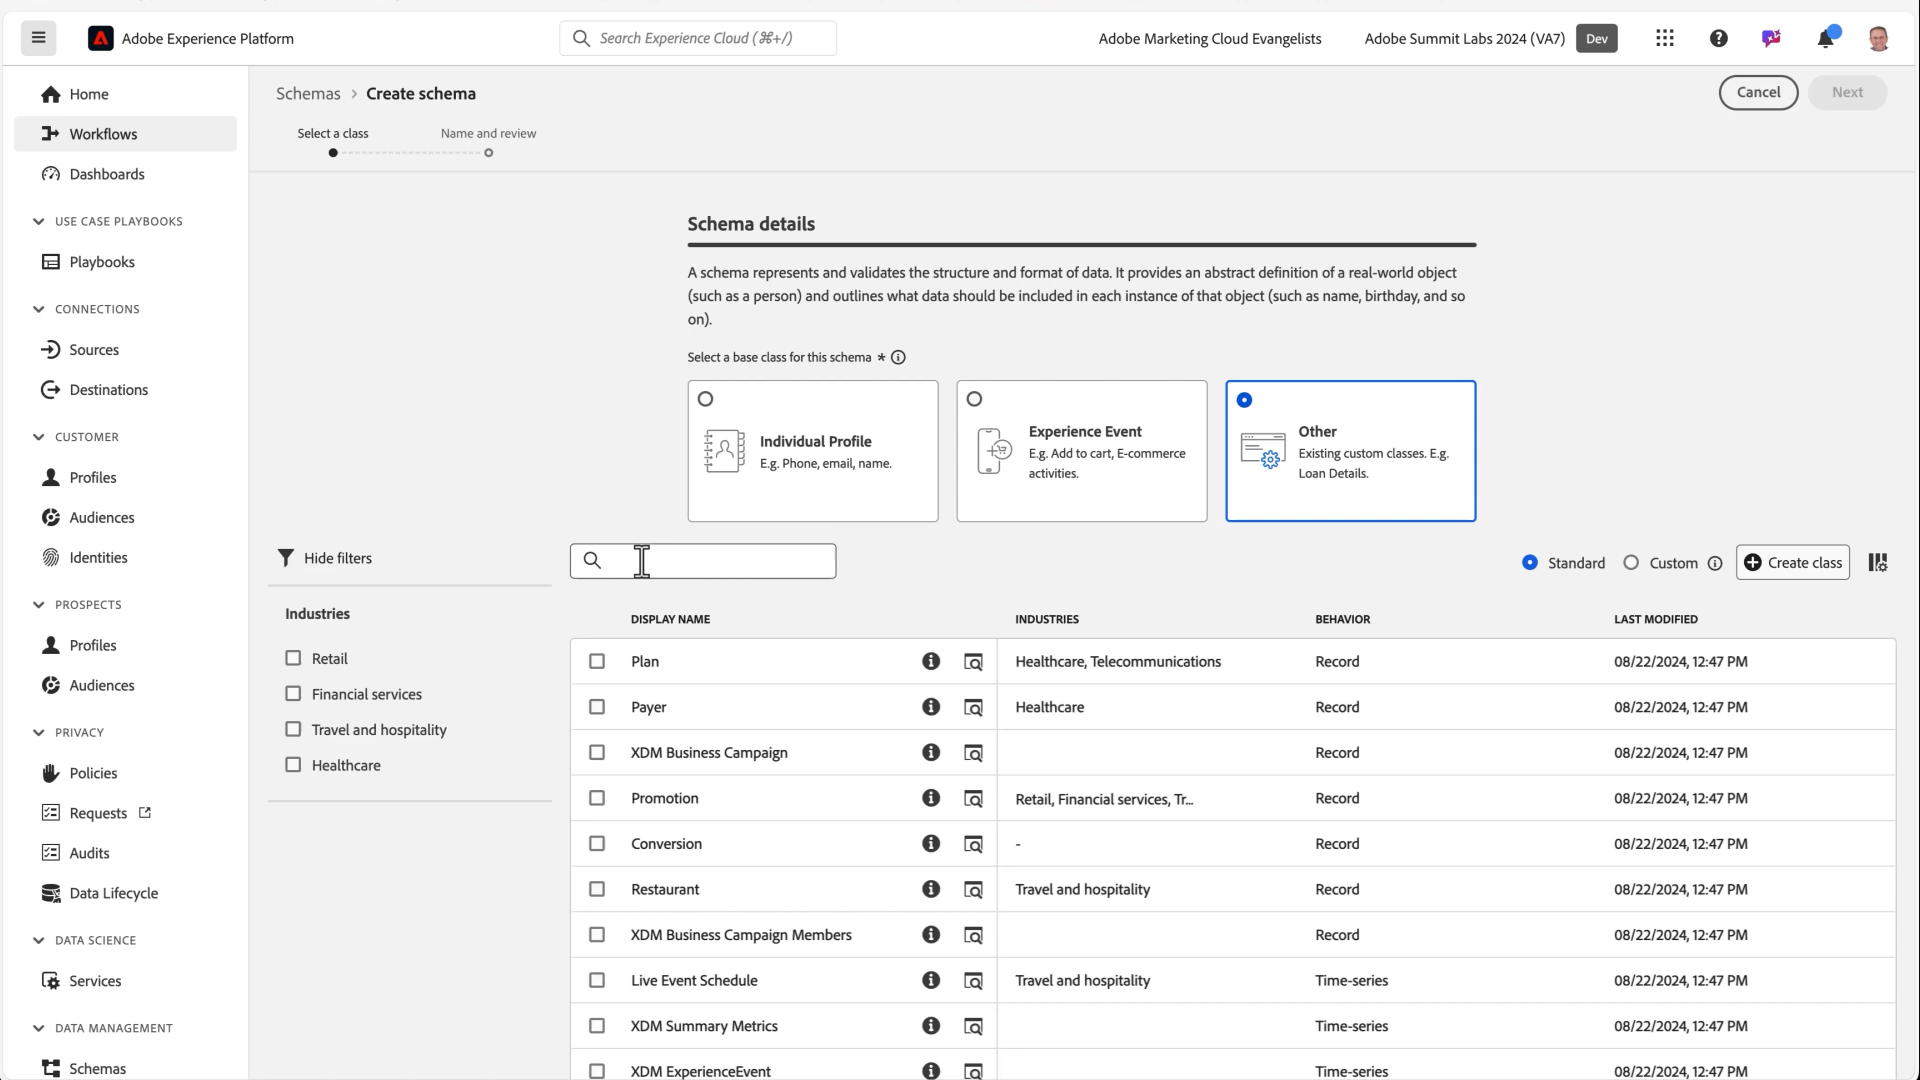 Adobe Experience Platform
Search Experience Cloud (⌘+/)
Adobe Marketing Cloud Evangelists
Adobe Summit Labs 2024 (VA7)
Dev
Home
Workflows
Dashboards
USE CASE PLAYBOOKS
Playbooks
CONNECTIONS
Sources
Destinations
CUSTOMER
Profiles
Audiences
Identities
PROSPECTS
Profiles
Audiences
PRIVACY
Policies
Requests
Audits
Data Lifecycle
DATA SCIENCE
Services
DATA MANAGEMENT
Schemas
Schemas > Create schema
Cancel
Next
Select a class
Name and review
Schema details
A schema represents and validates the structure and format of data. It provides an abstract definition of a real-world object
(such as a person) and outlines what data should be included in each instance of that object (such as name, birthday, and so
on).
Select a base class for this schema *
Individual Profile
E.g. Phone, email, name.
Experience Event
E.g. Add to cart, E-commerce
activities.
Other
Existing custom classes. E.g.
Loan Details.
Hide filters
Industries
Retail
Financial services
Travel and hospitality
Healthcare
Standard
Custom
Create class
DISPLAY NAME INDUSTRIES BEHAVIOR LAST MODIFIED
Plan Healthcare, Telecommunications Record 08/22/2024, 12:47 PM
Payer Healthcare Record 08/22/2024, 12:47 PM
XDM Business Campaign Record 08/22/2024, 12:47 PM
Promotion Retail, Financial services, Tr... Record 08/22/2024, 12:47 PM
Conversion - Record 08/22/2024, 12:47 PM
Restaurant Travel and hospitality Record 08/22/2024, 12:47 PM
XDM Business Campaign Members Record 08/22/2024, 12:47 PM
Live Event Schedule Travel and hospitality Time-series 08/22/2024, 12:47 PM
XDM Summary Metrics Time-series 08/22/2024, 12:47 PM
XDM ExperienceEvent Time-series 08/22/2024, 12:47 PM